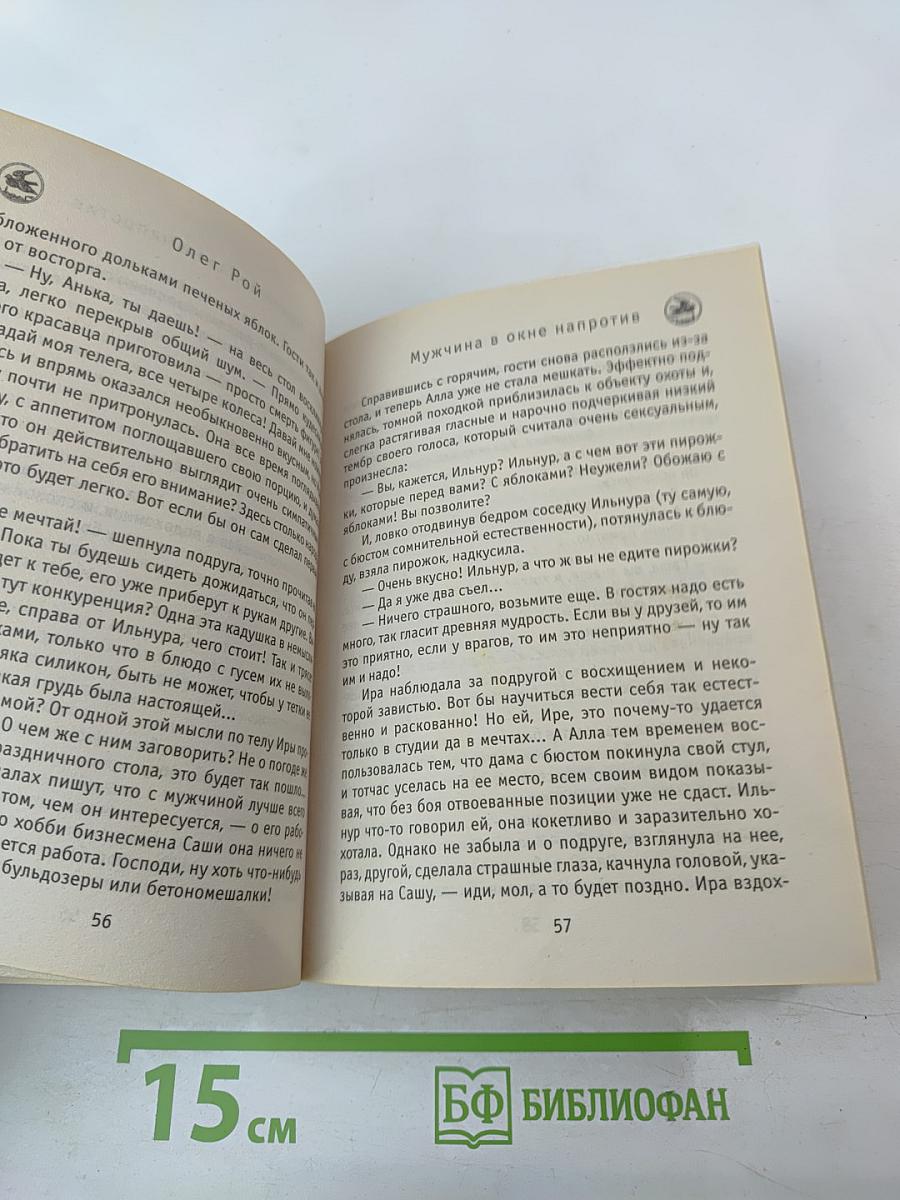 Олег Рой
бложенного дольками печеных яблок. Гости так и
от восторга.
— Ну, Анька, ты даешь! — на весь стол
а, легко перекрыв общий шум. — Прямо
го красавца приготовила — просто смерть
адай моя телега, все четыре колеса! Давай мне
сь и впрямь оказался необыкновенно вкусным,
почти не притронулась. Она все время
у, с аппетитом поглощавшего свою порцию, и
то он действительно выглядит очень
братить на себя его внимание? Здесь столько
это будет легко. Вот если бы он сам сделал
е мечтай! — шепнула подруга, точно
Пока ты будешь сидеть дожидаться, что он
дет к тебе, его уже приберут к рукам другие.
тут конкуренция? Одна эта кадушка в
е, справа от Ильнура, чего стоит! Так и
ками, только что в блюдо с гусем их не
яка силикон, быть не может, чтобы у тетки
кая грудь была настоящей...
мой? От одной этой мысли по телу Иры про-
О чем же с ним заговорить? Не о погоде же,
раздничного стола, это будет так пошло...
алах пишут, что с мужчиной лучше всего
том, чем он интересуется, — о его рабо-
о хобби бизнесмена Саши она ничего не
ется работа. Господи, ну хоть что-нибудь
бульдозеры или бетономешалки!
56
Мужчина в окне напротив
Справившись с горячим, гости снова расползлись из-за
стола, и теперь Алла уже не стала мешкать. Эффектно под-
нялась, томной походкой приблизилась к объекту охоты и,
слегка растягивая гласные и нарочно подчеркивая низкий
тембр своего голоса, который считала очень сексуальным,
произнесла:
— Вы, кажется, Ильнур? Ильнур, а с чем вот эти пирож-
ки, которые перед вами? С яблоками? Неужели? Обожаю с
яблоками! Вы позволите?
И, ловко отодвинув бедром соседку Ильнура (ту самую,
с бюстом сомнительной естественности), потянулась к блю-
ду, взяла пирожок, надкусила.
— Очень вкусно! Ильнур, а что ж вы не едите пирожки?
— Да я уже два съел...
— Ничего страшного, возьмите еще. В гостях надо есть
много, так гласит древняя мудрость. Если вы у друзей, то им
это приятно, если у врагов, то им это неприятно — ну так
им и надо!
Ира наблюдала за подругой с восхищением и неко-
торой завистью. Вот бы научиться вести себя так естест-
венно и раскованно! Но ей, Ире, это почему-то удается
только в студии да в мечтах... А Алла тем временем вос-
пользовалась тем, что дама с бюстом покинула свой стул,
и тотчас уселась на ее место, всем своим видом показы-
вая, что без боя отвоеванные позиции уже не сдаст. Иль-
нур что-то говорил ей, она кокетливо и заразительно хо-
хотала. Однако не забыла и о подруге, взглянула на нее,
раз, другой, сделала страшные глаза, качнула головой, ука-
зывая на Сашу, — иди, мол, а то будет поздно. Ира вздох-
57
15 см
БФ БИБЛИОФАН